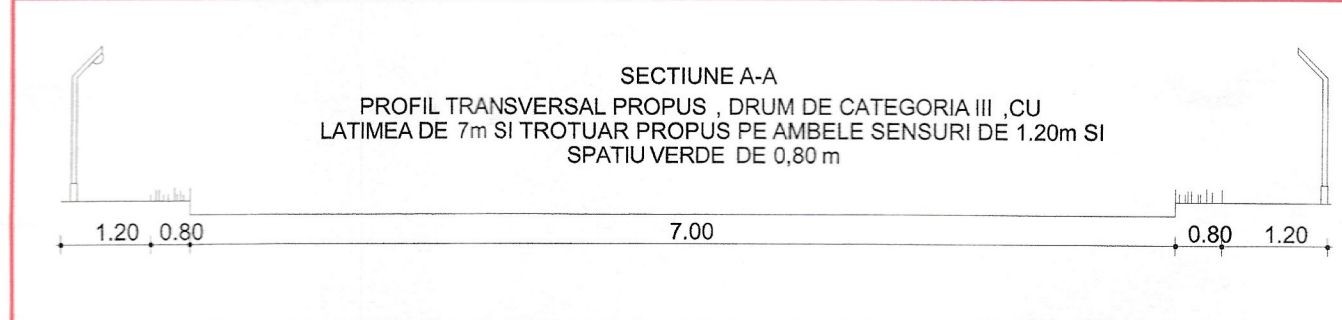 SECTIUNE A-A
PROFIL TRANSVERSAL PROPUS , DRUM DE CATEGORIA III ,CU
LATIMEA DE 7m SI TROTUAR PROPUS PE AMBELE SENSURI DE 1.20m SI
SPATIU VERDE DE 0,80 m
1.20 0.80 7.00 0.80 1.20